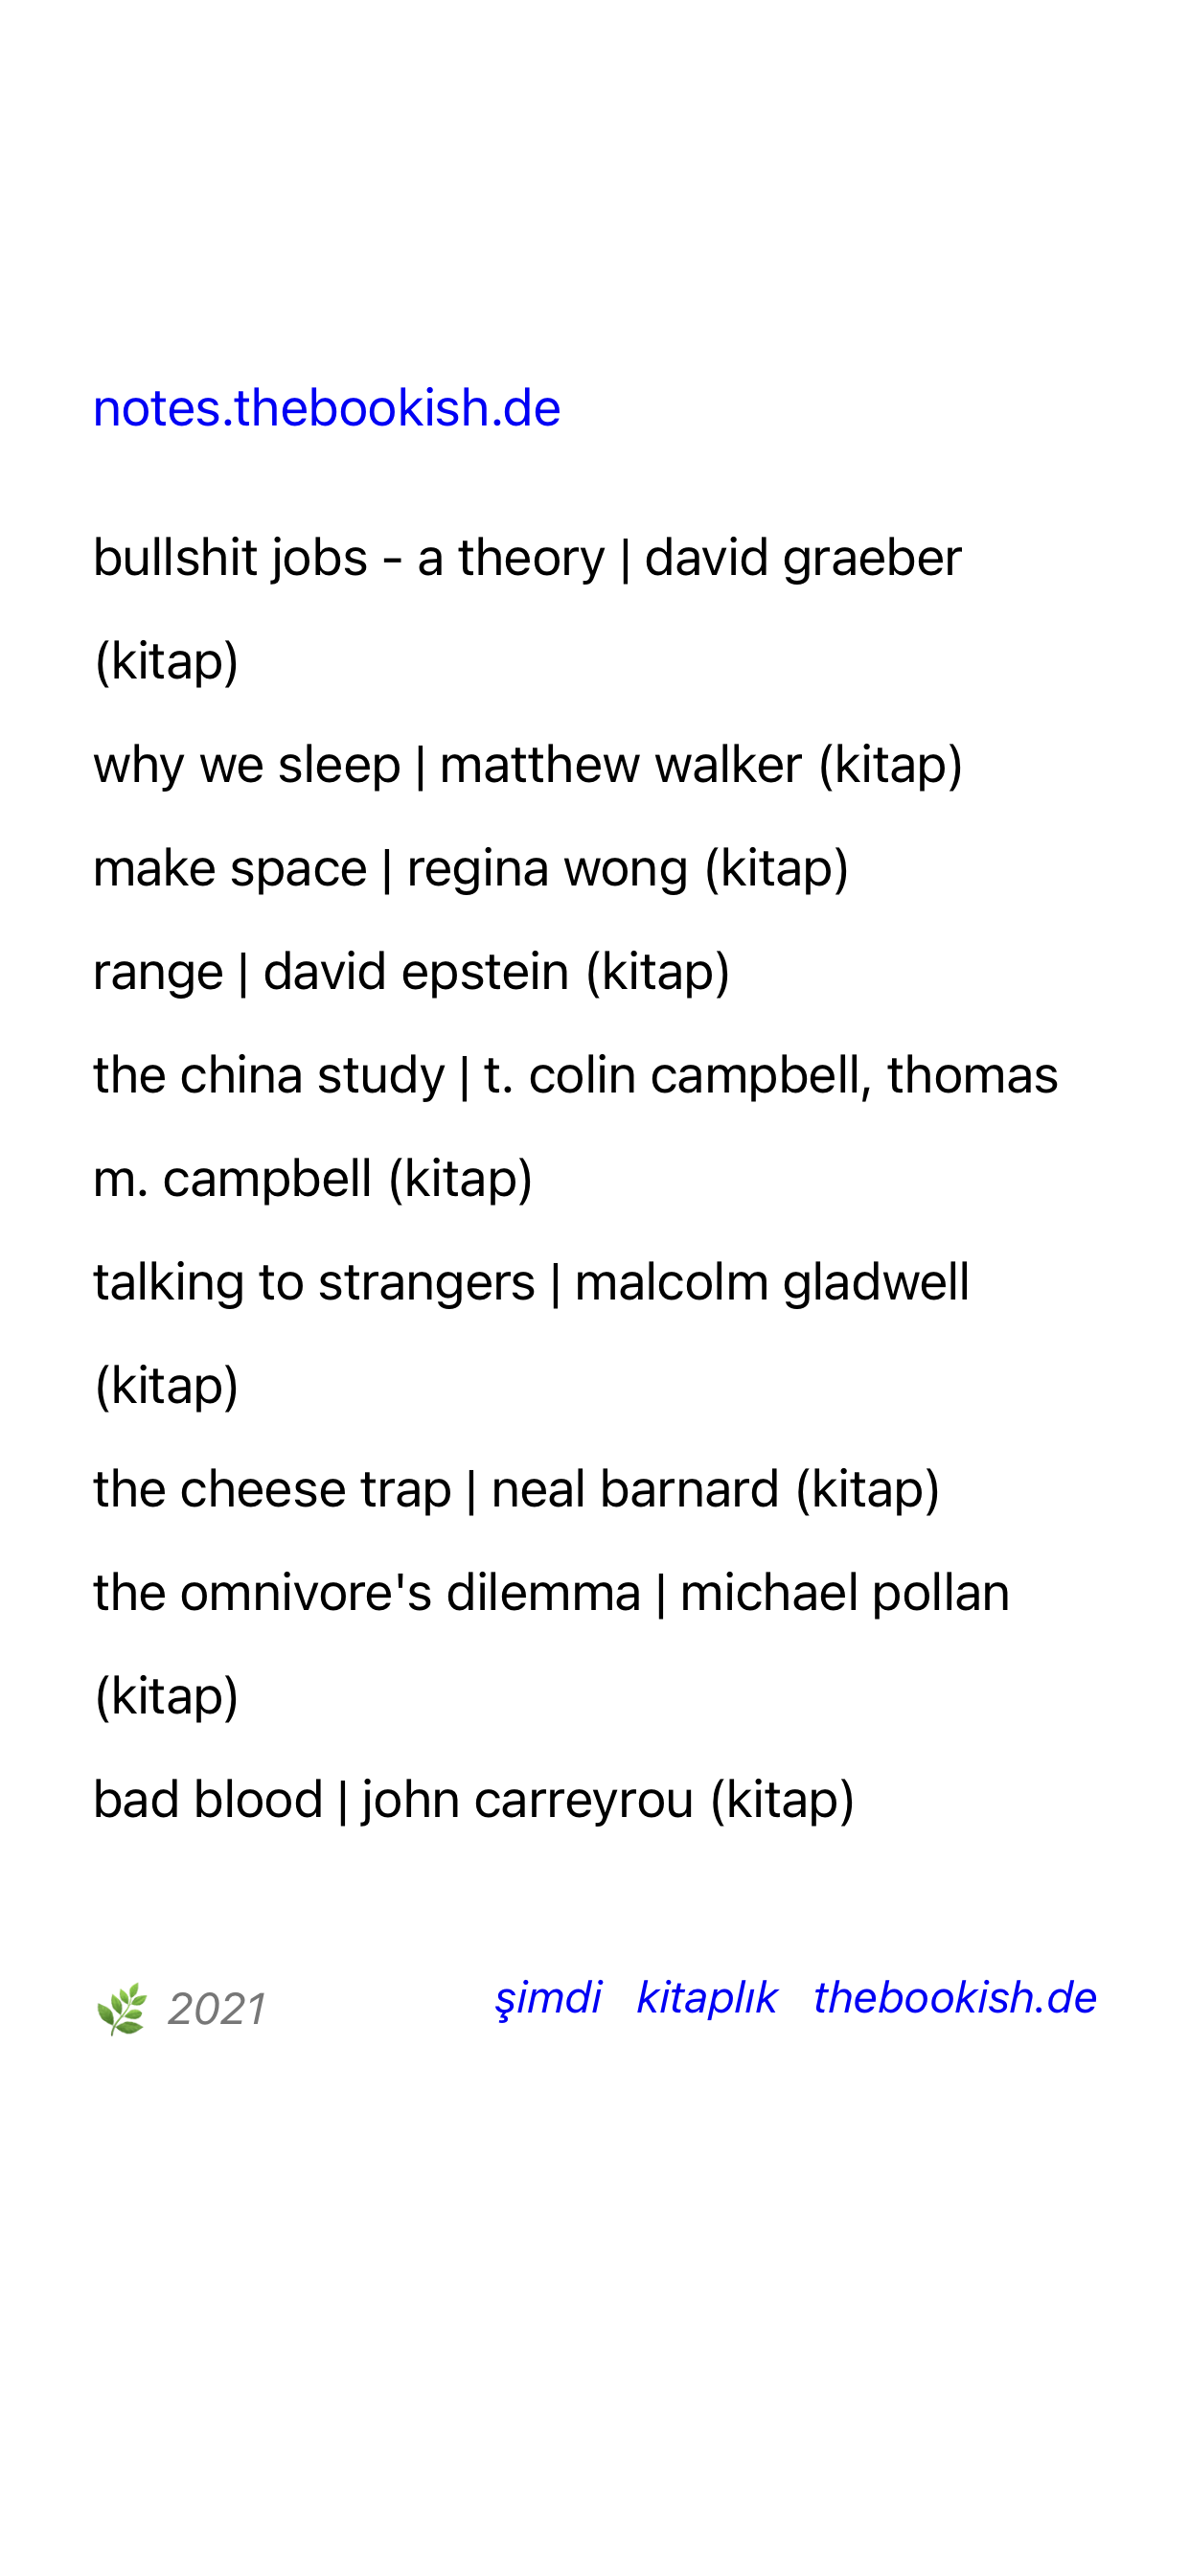 notes.thebookish.de
bullshit jobs - a theory | david graeber
(kitap)
why we sleep | matthew walker (kitap)
make space | regina wong (kitap)
range | david epstein (kitap)
the china study | t. colin campbell, thomas
m. campbell (kitap)
talking to strangers | malcolm gladwell
(kitap)
the cheese trap | neal barnard (kitap)
the omnivore's dilemma | michael pollan
(kitap)
bad blood | john carreyrou (kitap)
🌿 2021 şimdi kitaplık thebookish.de